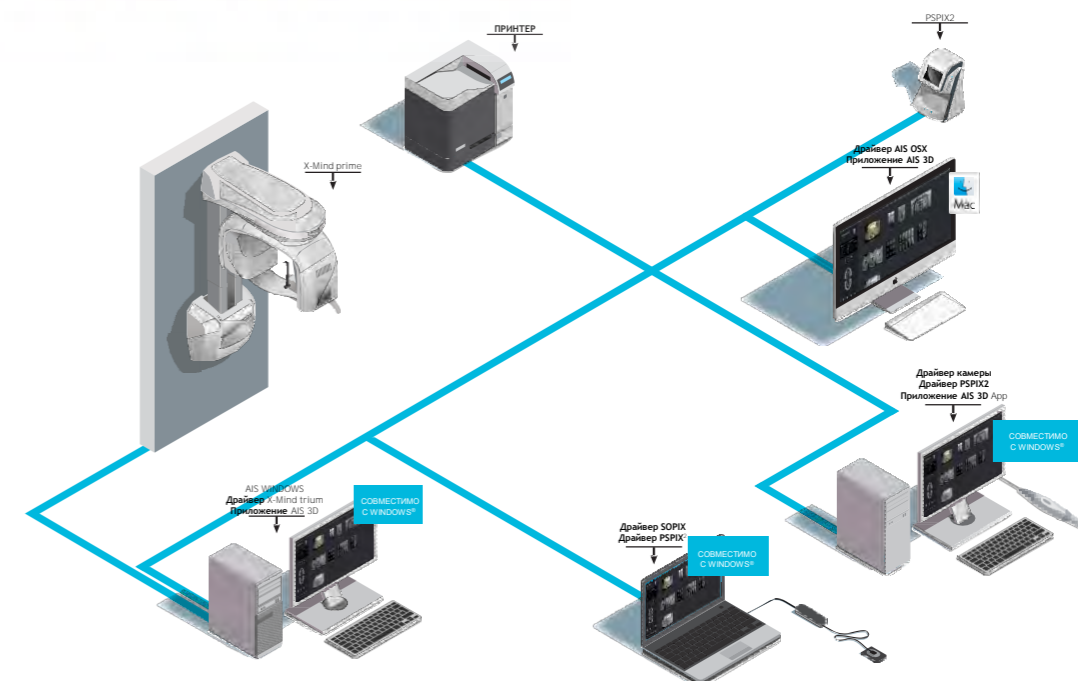 PSPIX2
ПРИНТЕР
Драйвер AIS OSX
Приложение AIS 3D
X-Mind prime
Mac
Драйвер камеры
Драйвер PSPIX2
Приложение AIS 3D App
СОВМЕСТИМО
С WINDOWS®
AIS WINDOWS
Драйвер X-Mind trium
Приложение AIS 3D
СОВМЕСТИМО
С WINDOWS®
Драйвер SOPIX
Драйвер PSPIX²
СОВМЕСТИМО
С WINDOWS®